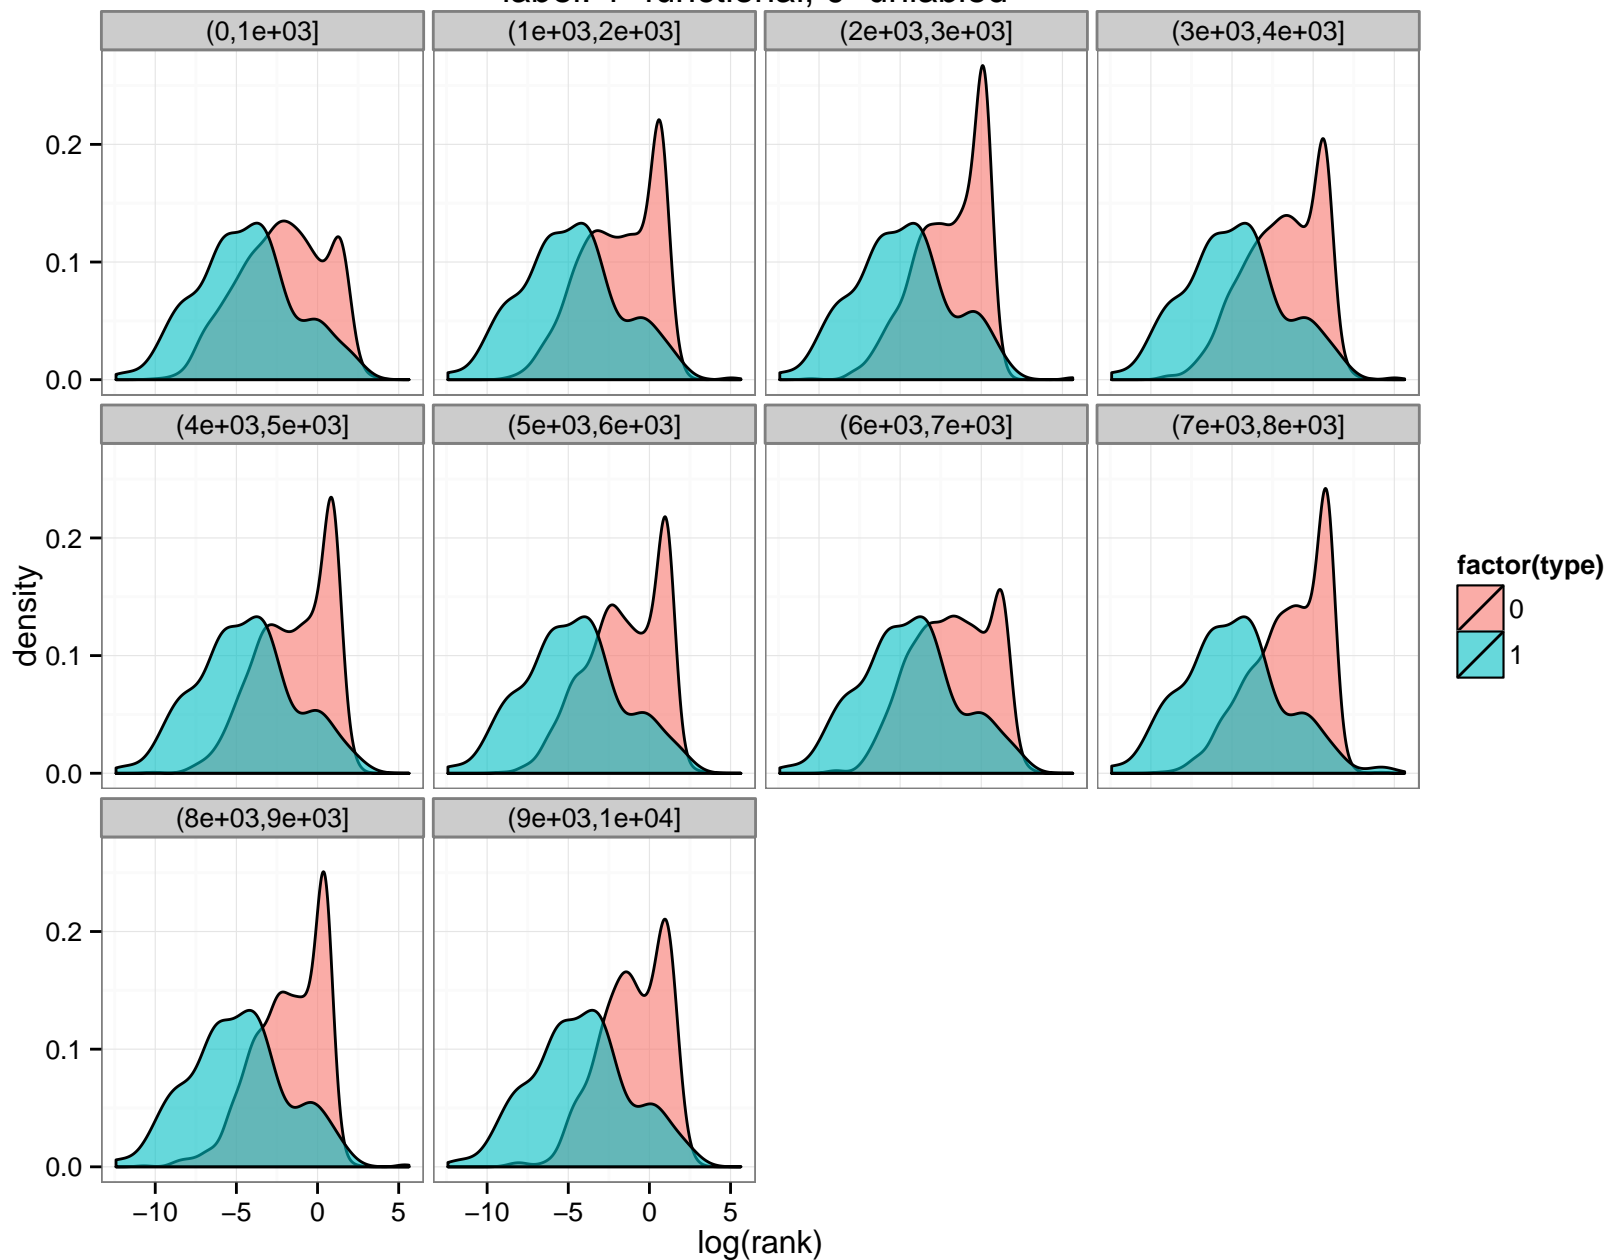 (0,1e+03]
(1e+03,2e+03]
(2e+03,3e+03]
(3e+03,4e+03]
0.2
0.1
0.0
(4e+03,5e+03]
(5e+03,6e+03]
(6e+03,7e+03]
(7e+03,8e+03]
0.2
0.1
0.0
density
factor(type)
0
1
(8e+03,9e+03]
(9e+03,1e+04]
0.2
0.1
0.0
−10 −5 0 5
−10 −5 0 5
log(rank)